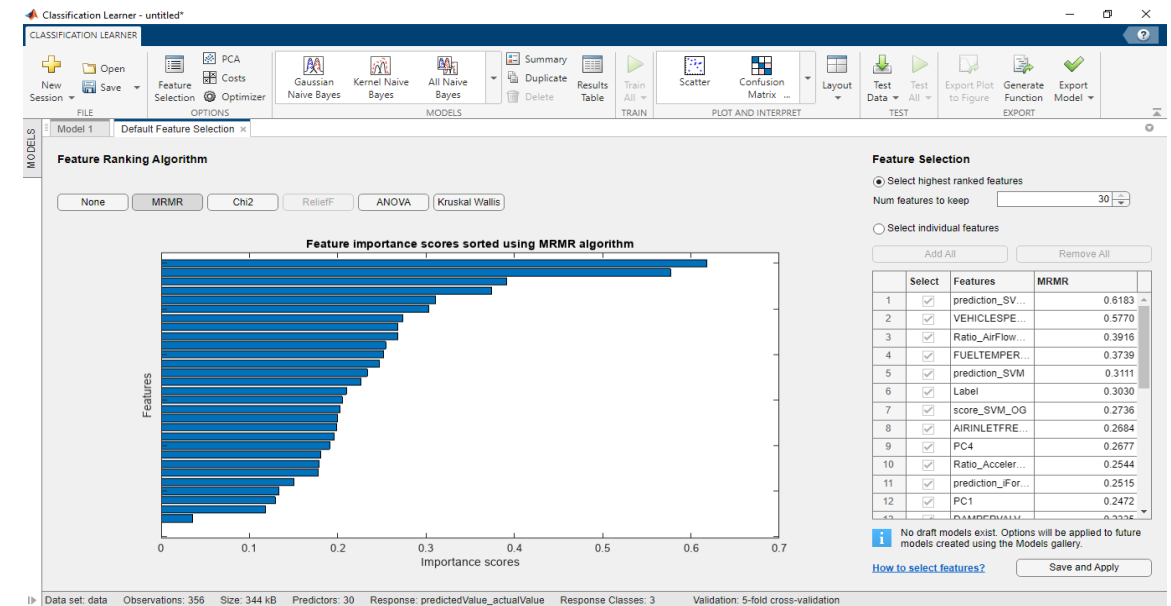 Classification Learner - untitled*
CLASSIFICATION LEARNER
?
New Session
Open
Save
FILE
Feature Selection
PCA
Costs
Optimizer
OPTIONS
Gaussian Naive Bayes
Kernel Naive Bayes
All Naive Bayes
Summary
Duplicate
Delete
Results Table
MODELS
Train All
TRAIN
Scatter
Confusion Matrix ...
Layout
PLOT AND INTERPRET
Test Data
Test All
TEST
Export Plot to Figure
Generate Function
Export Model
EXPORT
MODELS
Model 1
Default Feature Selection ×
Feature Ranking Algorithm
None
MRMR
Chi2
ReliefF
ANOVA
Kruskal Wallis
Feature importance scores sorted using MRMR algorithm
Features
0 0.1 0.2 0.3 0.4 0.5 0.6 0.7
Importance scores
Feature Selection
Select highest ranked features
Num features to keep 30
Select individual features
Add All
Remove All
Select Features MRMR
1 prediction_SV... 0.6183
2 VEHICLESPE... 0.5770
3 Ratio_AirFlow... 0.3916
4 FUELTEMPER... 0.3739
5 prediction_SVM 0.3111
6 Label 0.3030
7 score_SVM_OG 0.2736
8 AIRINLETFRE... 0.2684
9 PC4 0.2677
10 Ratio_Acceler... 0.2544
11 prediction_iFor... 0.2515
12 PC1 0.2472
No draft models exist. Options will be applied to future
models created using the Models gallery.
How to select features?
Save and Apply
Data set: data Observations: 356 Size: 344 kB Predictors: 30 Response: predictedValue_actualValue Response Classes: 3 Validation: 5-fold cross-validation